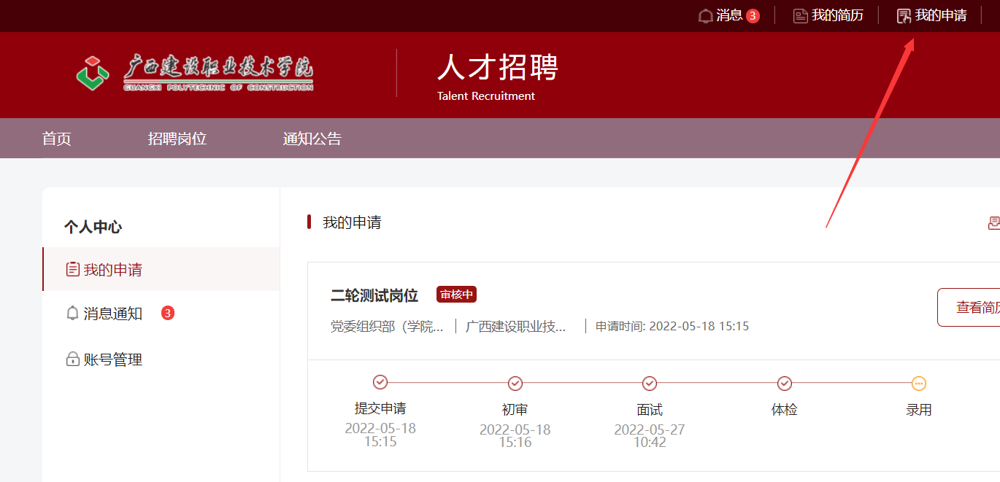 消息 3 我的简历 我的申请
广西建设职业技术学院
GUANGXI POLYTECHNIC OF CONSTRUCTION
人才招聘
Talent Recruitment
首页 招聘岗位 通知公告
个人中心
我的申请
消息通知 3
账号管理
我的申请
二轮测试岗位 审核中
党委组织部（学院... 广西建设职业技... 申请时间: 2022-05-18 15:15
查看简历
提交申请 初审 面试 体检 录用
2022-05-18 2022-05-18 2022-05-27
15:15 15:16 10:42